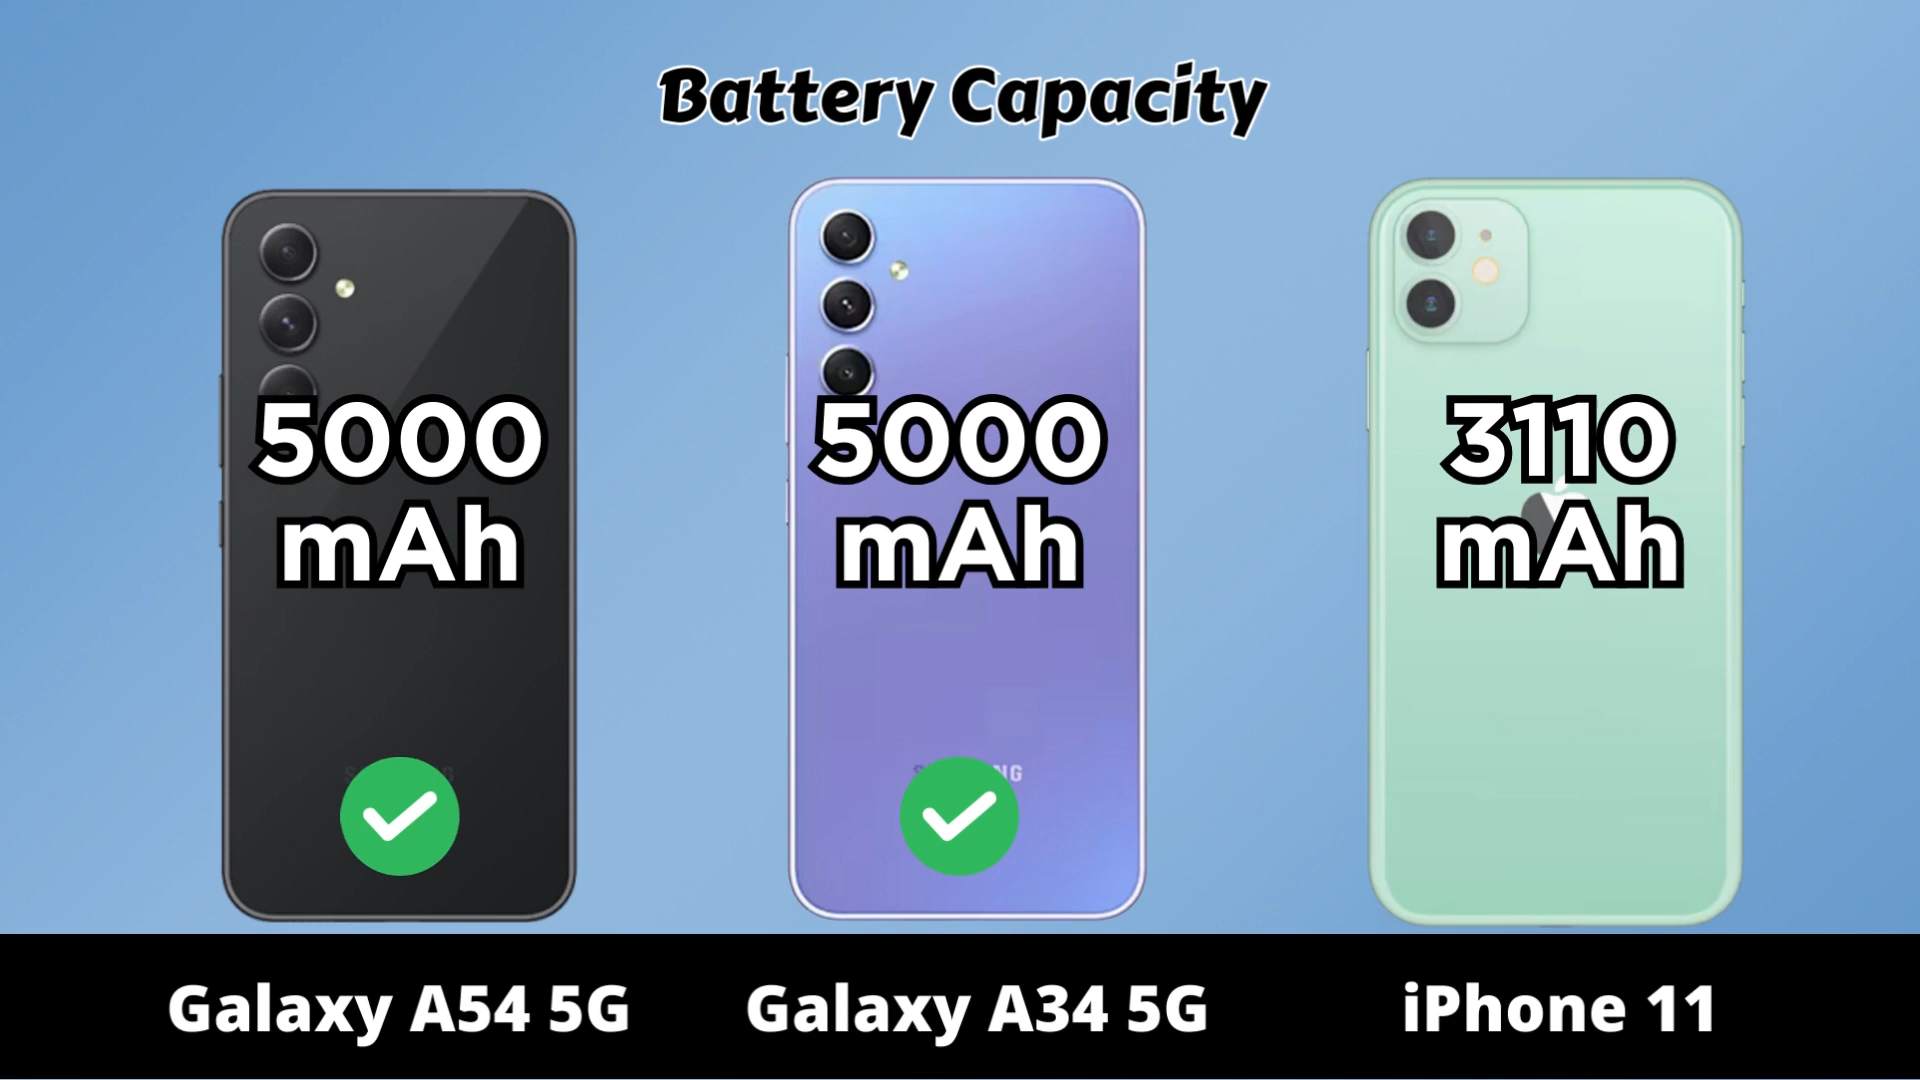 Battery Capacity
5000
mAh
5000
mAh
3110
mAh
Galaxy A54 5G
Galaxy A34 5G
iPhone 11